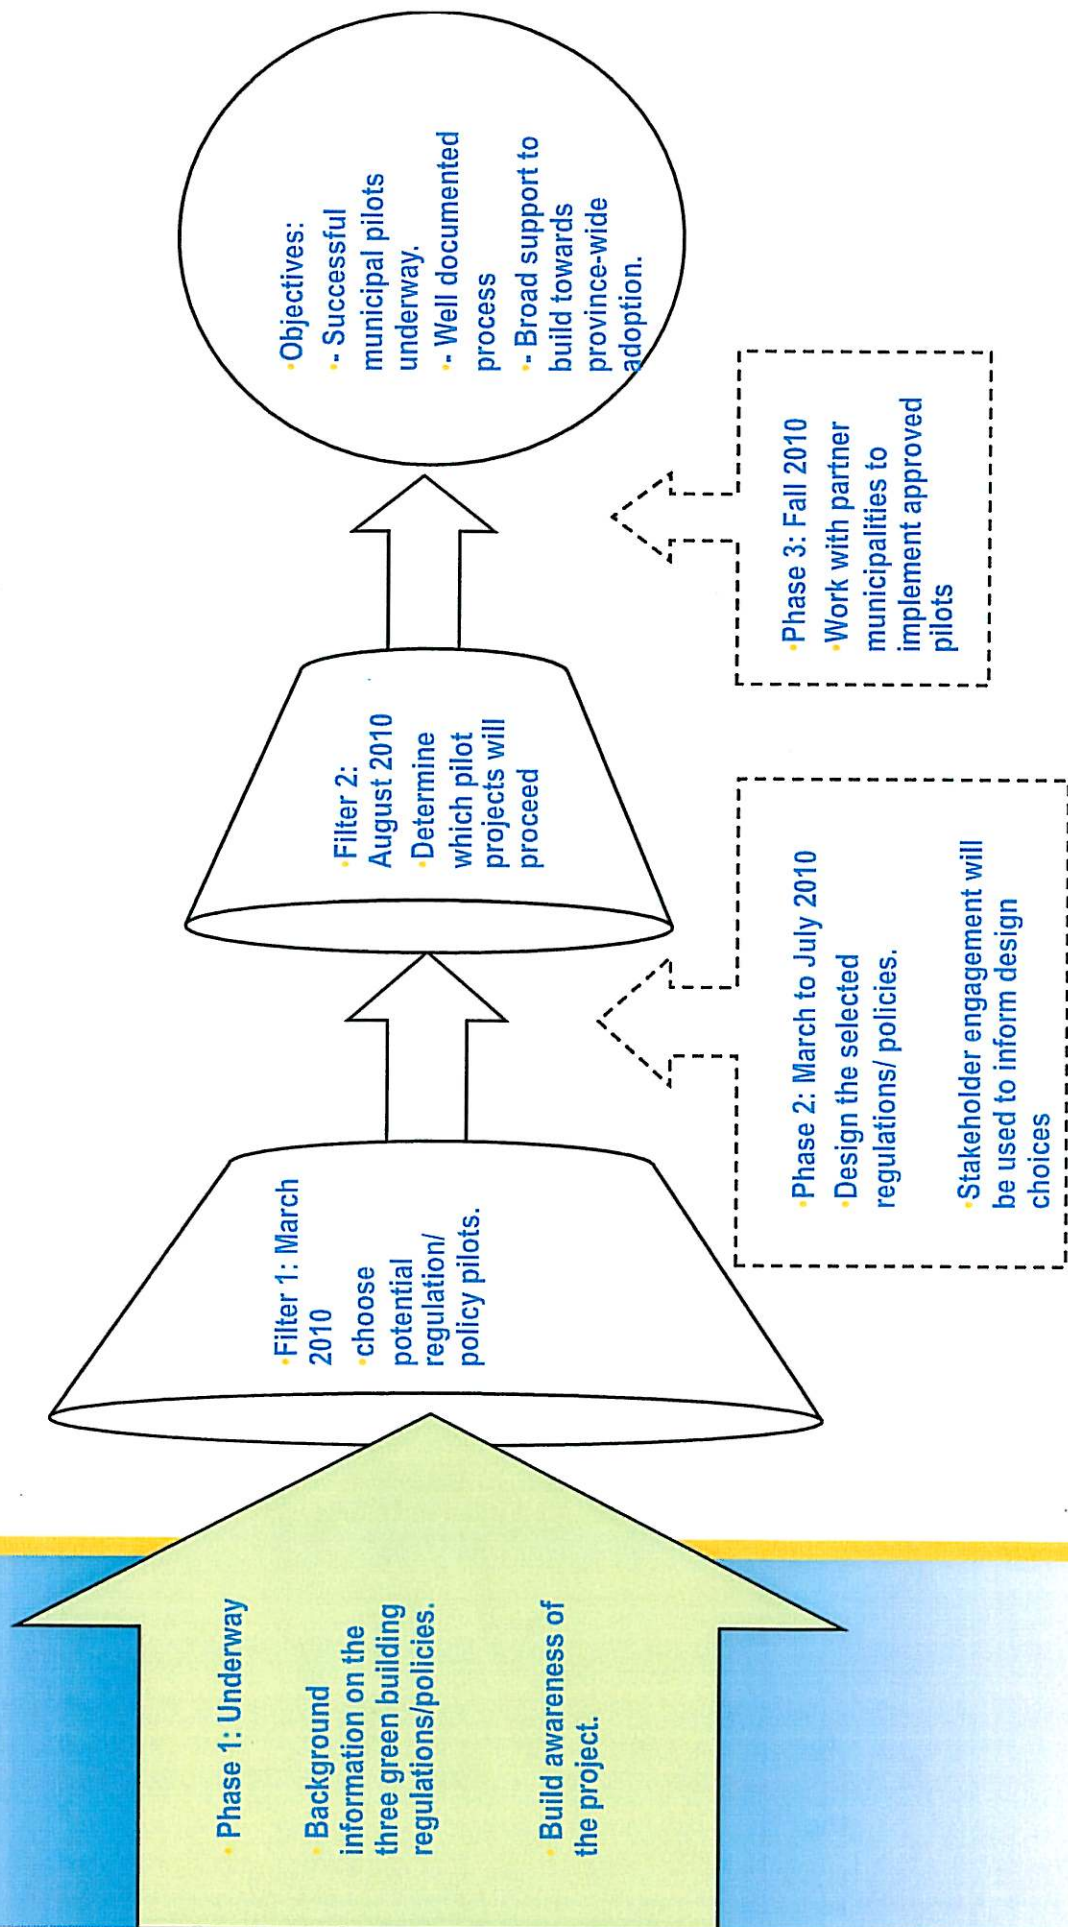 · Phase 1: Underway
· Background
information on the
three green building
regulations/policies.
· Build awareness of
the project.
·Filter 1: March
2010
·choose
potential
regulation/
policy pilots.
·Phase 2: March to July 2010
·Design the selected
regulations/ policies.
·Stakeholder engagement will
be used to inform design
choices
·Filter 2:
August 2010
·Determine
which pilot
projects will
proceed
·Phase 3: Fall 2010
·Work with partner
municipalities to
implement approved
pilots
·Objectives:
·- Successful
municipal pilots
underway.
·- Well documented
process
·- Broad support to
build towards
province-wide
adoption.